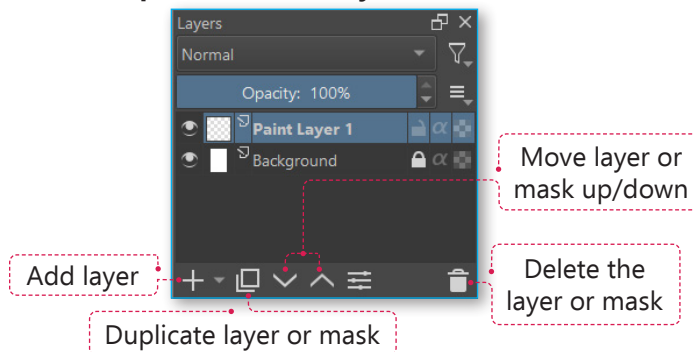 Layers
Normal
Opacity: 100%
Paint Layer 1
α
Background
α
Move layer or
mask up/down
Add layer
Delete the
layer or mask
Duplicate layer or mask